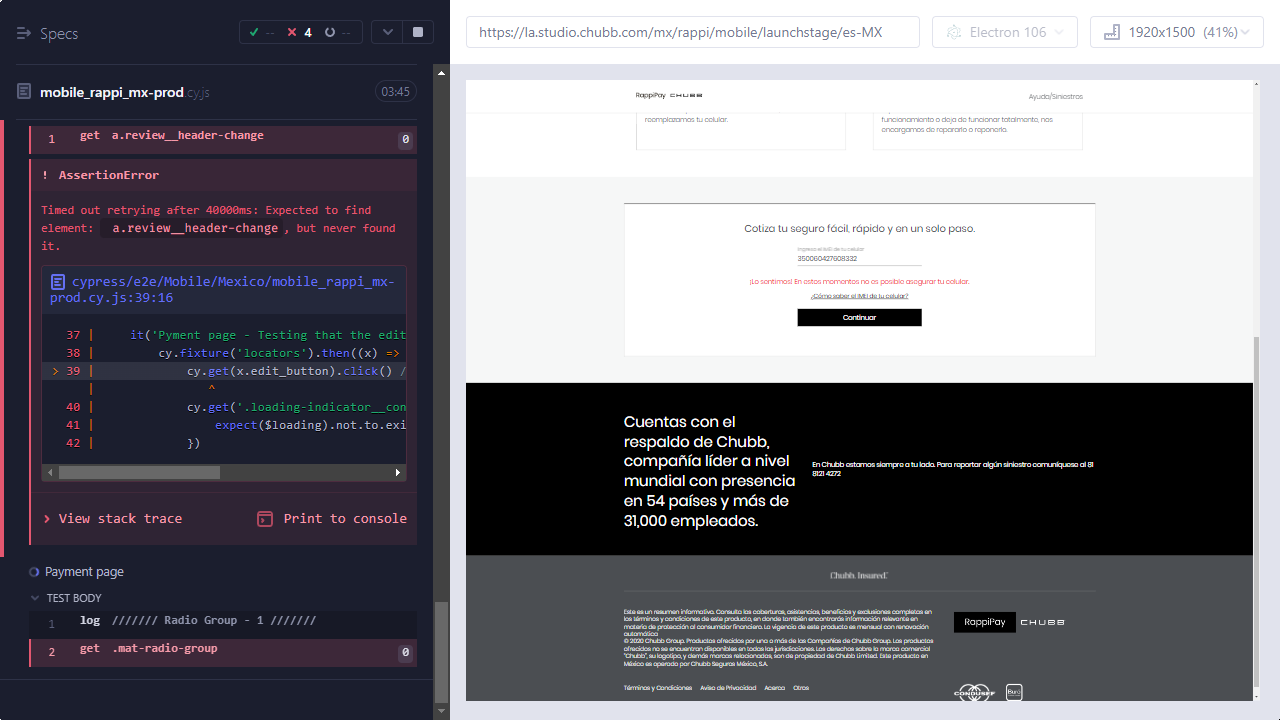 Specs
--
4
--
https://la.studio.chubb.com/mx/rappi/mobile/launchstage/es-MX
Electron 106
1920x1500 (41%)
mobile_rappi_mx-prod.cy.js
03:45
1 get a.review__header-change 0
! AssertionError
Timed out retrying after 40000ms: Expected to find
element: a.review__header-change, but never found
it.
cypress/e2e/Mobile/Mexico/mobile_rappi_mx-
prod.cy.js:39:16
37 | it('Pyment page - Testing that the edit
38 | cy.fixture('locators').then((x) =>
> 39 | cy.get(x.edit_button).click() /
| ^
40 | cy.get('.loading-indicator__con
41 | expect($loading).not.to.exi
42 | })
View stack trace
Print to console
Payment page
TEST BODY
1 log /////// Radio Group - 1 ///////
2 get .mat-radio-group 0
RappiPay CHUBB
Ayuda/Siniestros
reemplazamos tu celular.
funcionamiento o deja de funcionar totalmente, nos
encargamos de repararlo o reponerlo.
Cotiza tu seguro fácil, rápido y en un solo paso.
Ingresa el IMEI de tu celular
350060427608332
¡Lo sentimos! En estos momentos no es posible asegurar tu celular.
¿Cómo saber el IMEI de tu celular?
Continuar
Cuentas con el
respaldo de Chubb,
compañía líder a nivel
mundial con presencia
en 54 países y más de
31,000 empleados.
En Chubb estamos siempre a tu lado. Para reportar algún siniestro comuníquese al 81
8121 4272
Chubb. Insured.
Este es un resumen informativo. Consulta las coberturas, asistencias, beneficios y exclusiones completas en
los términos y condiciones de este producto, en donde también encontrarás información relevante en
materia de protección al consumidor financiero. La vigencia de este producto es mensual con renovación
automática
© 2020 Chubb Group. Productos ofrecidos por una o más de las Compañías de Chubb Group. Los productos
ofrecidos no se encuentran disponibles en todas las jurisdicciones. Los derechos sobre la marca comercial
"Chubb", su logotipo, y demás marcas relacionadas, son de propiedad de Chubb Limited. Este producto en
México es operado por Chubb Seguros México, S.A.
RappiPay CHUBB
Términos y Condiciones Aviso de Privacidad Acerca Otros
CONDUSEF
Buró